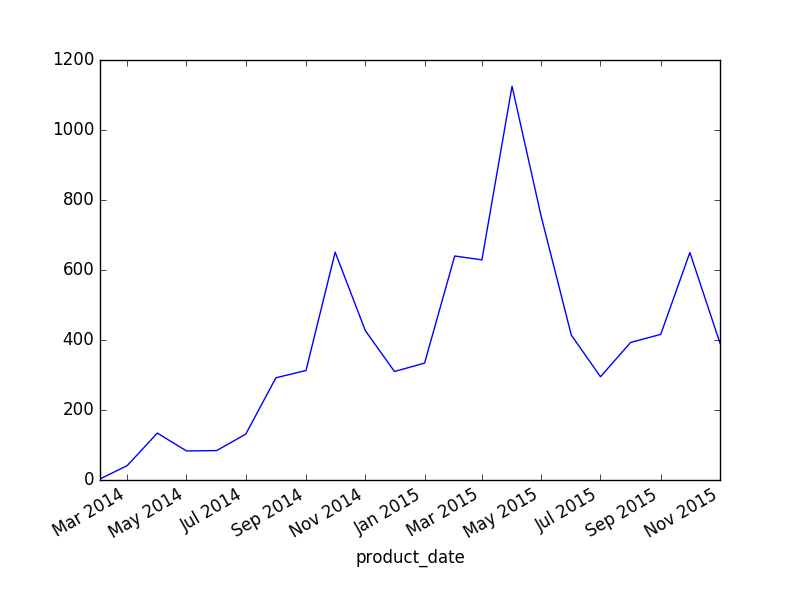 1200
1000
800
600
400
200
0
Mar 2014
May 2014
Jul 2014
Sep 2014
Nov 2014
Jan 2015
Mar 2015
May 2015
Jul 2015
Sep 2015
Nov 2015
product_date